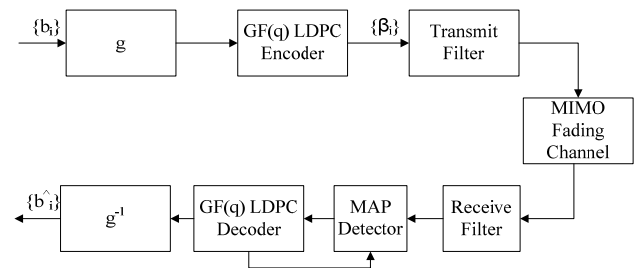 {bᵢ}
g
GF(q) LDPC
Encoder
{βᵢ}
Transmit
Filter
MIMO
Fading
Channel
{b^ᵢ}
g⁻¹
GF(q) LDPC
Decoder
MAP
Detector
Receive
Filter